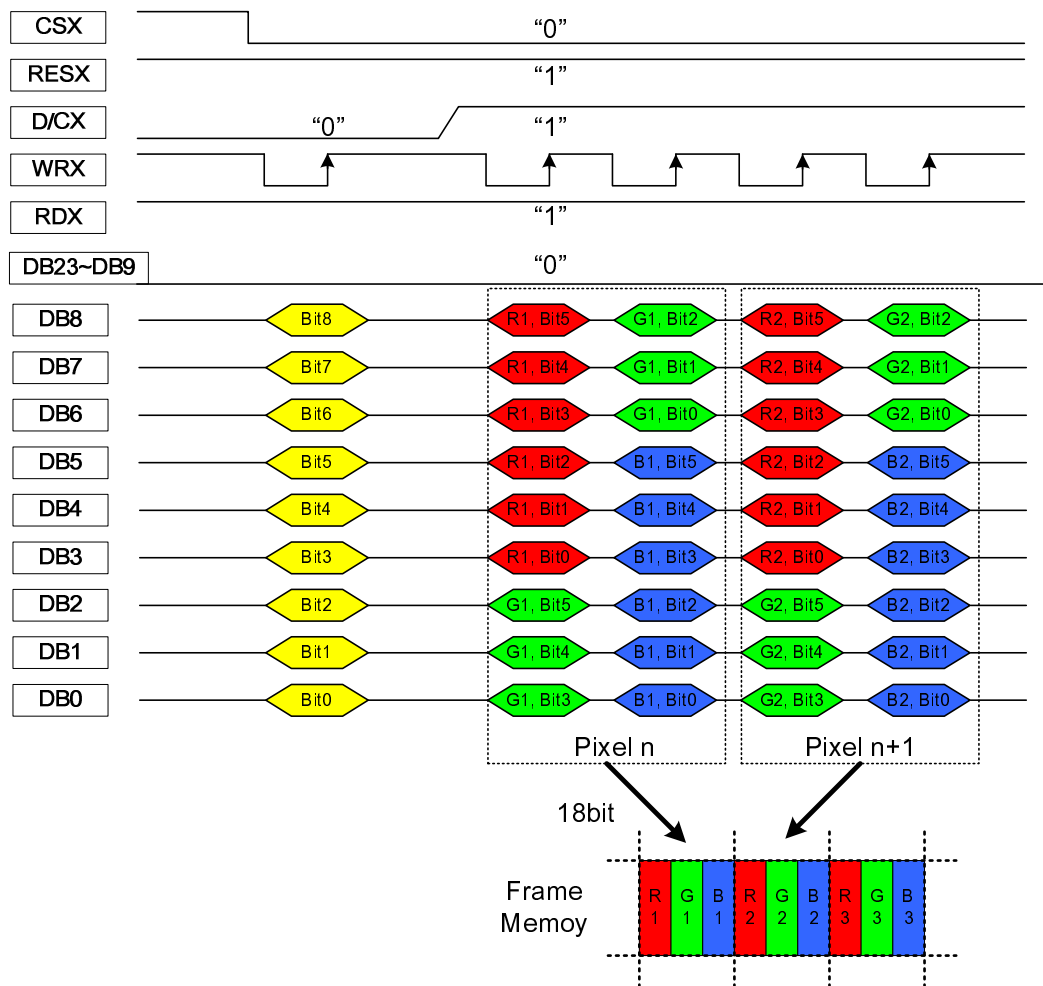 CSX “0”
RESX “1”
D/CX “0” “1”
WRX
RDX “1”
DB23~DB9 “0”
DB8 Bit8 R1, Bit5 G1, Bit2 R2, Bit5 G2, Bit2
DB7 Bit7 R1, Bit4 G1, Bit1 R2, Bit4 G2, Bit1
DB6 Bit6 R1, Bit3 G1, Bit0 R2, Bit3 G2, Bit0
DB5 Bit5 R1, Bit2 B1, Bit5 R2, Bit2 B2, Bit5
DB4 Bit4 R1, Bit1 B1, Bit4 R2, Bit1 B2, Bit4
DB3 Bit3 R1, Bit0 B1, Bit3 R2, Bit0 B2, Bit3
DB2 Bit2 G1, Bit5 B1, Bit2 G2, Bit5 B2, Bit2
DB1 Bit1 G1, Bit4 B1, Bit1 G2, Bit4 B2, Bit1
DB0 Bit0 G1, Bit3 B1, Bit0 G2, Bit3 B2, Bit0
Pixel n Pixel n+1
18bit
Frame
Memoy
R G B R G B R G B
1 1 1 2 2 2 3 3 3